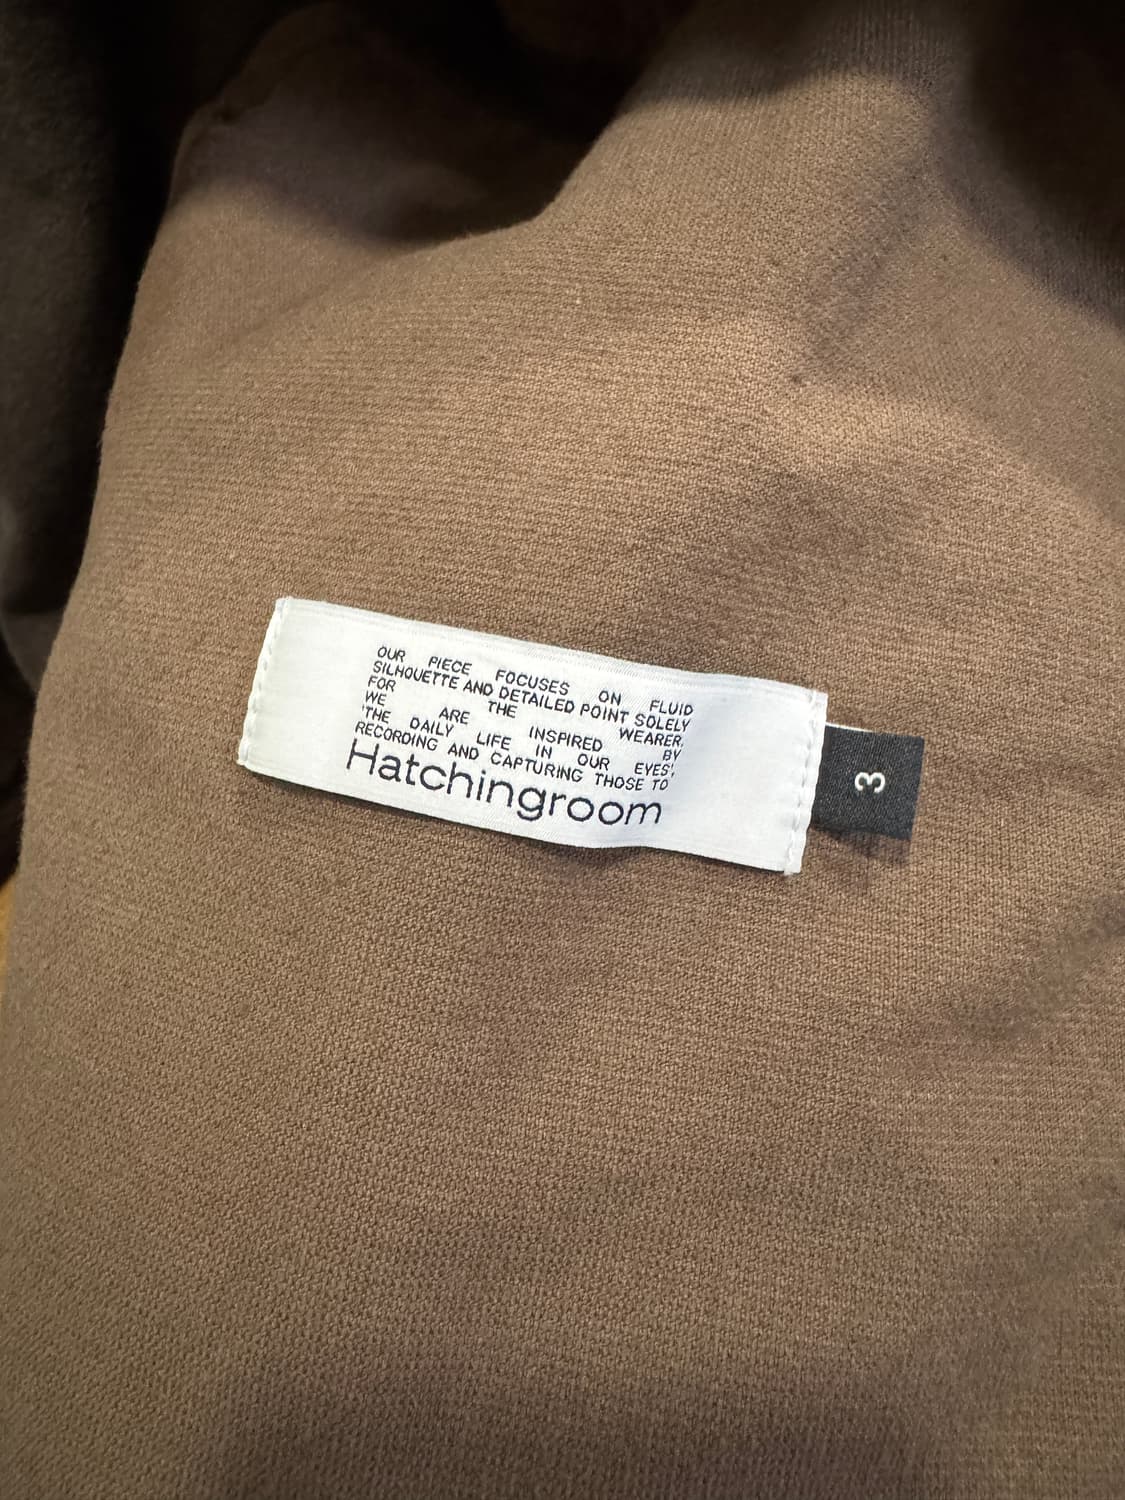 OUR PIECE FOCUSES ON FLUID
SILHOUETTE AND DETAILED POINT SOLELY
FOR THE WEARER.
WE ARE INSPIRED BY
'THE DAILY LIFE IN OUR EYES',
RECORDING AND CAPTURING THOSE TO
Hatchingroom
3